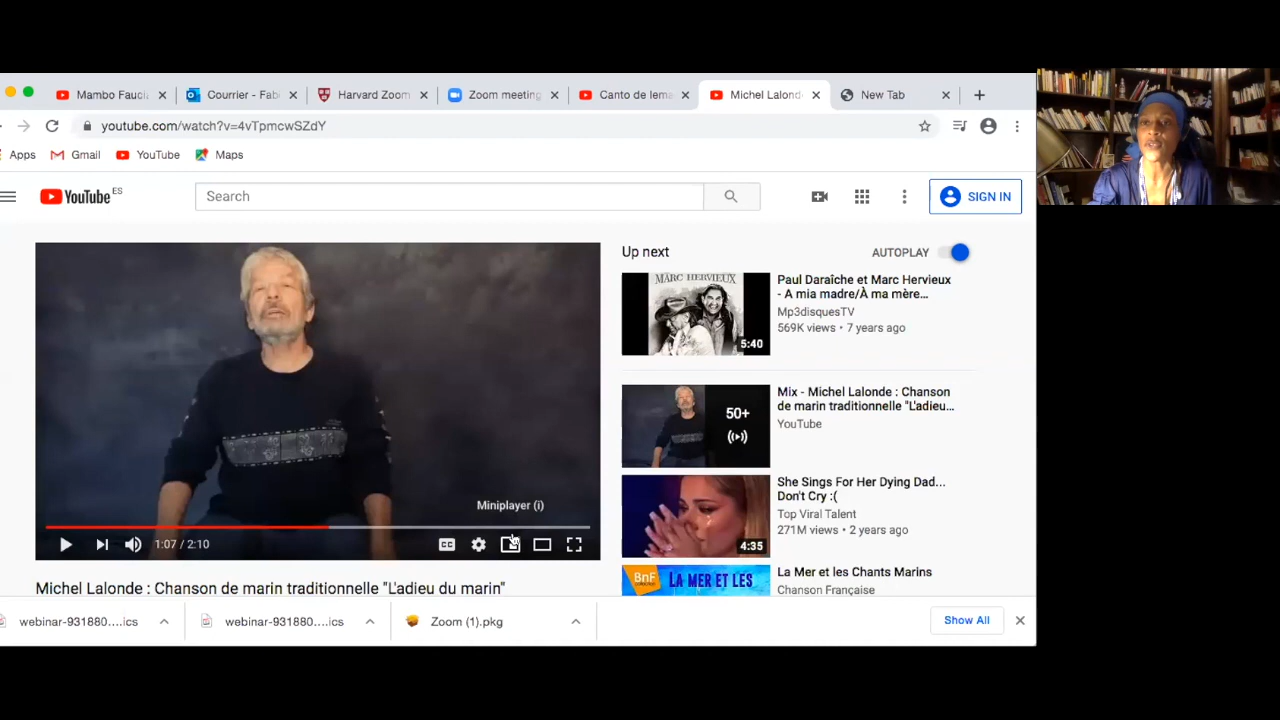 Mambo Fauci
Courrier - Fab
Harvard Zoom
Zoom meeting
Canto de lema
Michel Lalond
New Tab
youtube.com/watch?v=4vTpmcwSZdY
Apps
Gmail
YouTube
Maps
YouTube ES
Search
SIGN IN
Up next
AUTOPLAY
MARC HERVIEUX
5:40
Paul Daraîche et Marc Hervieux
- A mia madre/À ma mère...
Mp3disquesTV
569K views • 7 years ago
50+
Mix - Michel Lalonde : Chanson
de marin traditionnelle "L'adieu...
YouTube
4:35
She Sings For Her Dying Dad...
Don't Cry :(
Top Viral Talent
271M views • 2 years ago
BnF
LA MER ET LES
La Mer et les Chants Marins
Chanson Française
Miniplayer (i)
1:07 / 2:10
CC
Michel Lalonde : Chanson de marin traditionnelle "L'adieu du marin"
webinar-931880....ics
webinar-931880....ics
Zoom (1).pkg
Show All